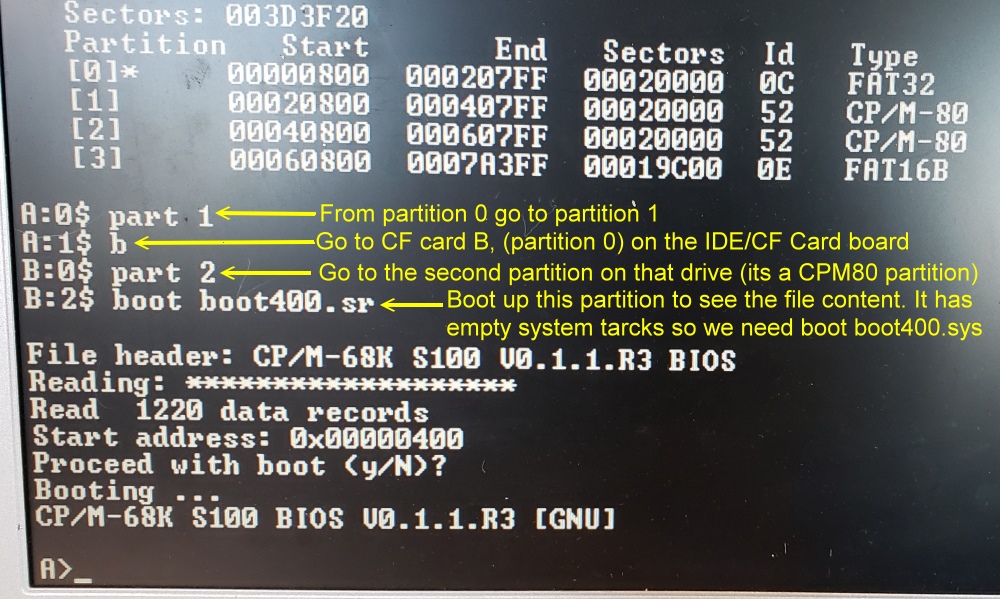 Sectors: 003D3F20
Partition Start End Sectors Id Type
[0]* 00000800 000207FF 00020000 0C FAT32
[1] 00020800 000407FF 00020000 52 CP/M-80
[2] 00040800 000607FF 00020000 52 CP/M-80
[3] 00060800 0007A3FF 00019C00 0E FAT16B
A:0$ part 1 From partition 0 go to partition 1
A:1$ b Go to CF card B, (partition 0) on the IDE/CF Card board
B:0$ part 2 Go to the second partition on that drive (its a CPM80 partition)
B:2$ boot boot400.sr Boot up this partition to see the file content. It has
empty system tarcks so we need boot boot400.sys
File header: CP/M-68K S100 V0.1.1.R3 BIOS
Reading: *******************
Read 1220 data records
Start address: 0x00000400
Proceed with boot (y/N)?
Booting ...
CP/M-68K S100 BIOS V0.1.1.R3 [GNU]
A>_